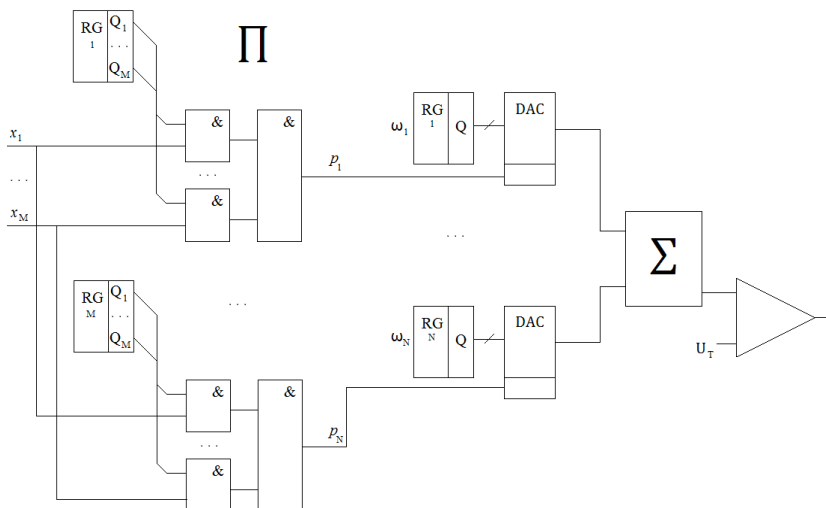 RG Q1
1 . . .
QM
∏
& &
x1
. . .
. . .
&
xM
p1
ω1 RG 1 Q
DAC
. . .
∑
RG Q1
M . . .
QM
. . .
ωN RG N Q
DAC
UT
& &
. . .
&
pN